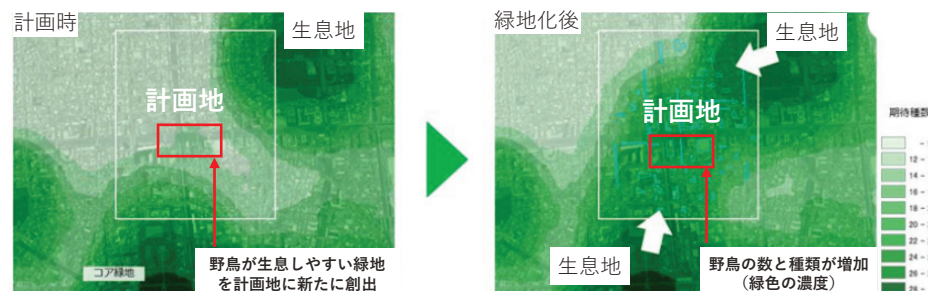 計画時
生息地
計画地
コア緑地
野鳥が生息しやすい緑地
を計画地に新たに創出
緑地化後
生息地
計画地
生息地
野鳥の数と種類が増加
（緑色の濃度）
期待種数
12 -
14 -
16 -
18 -
20 -
22 -
24 -
26 -
28 -